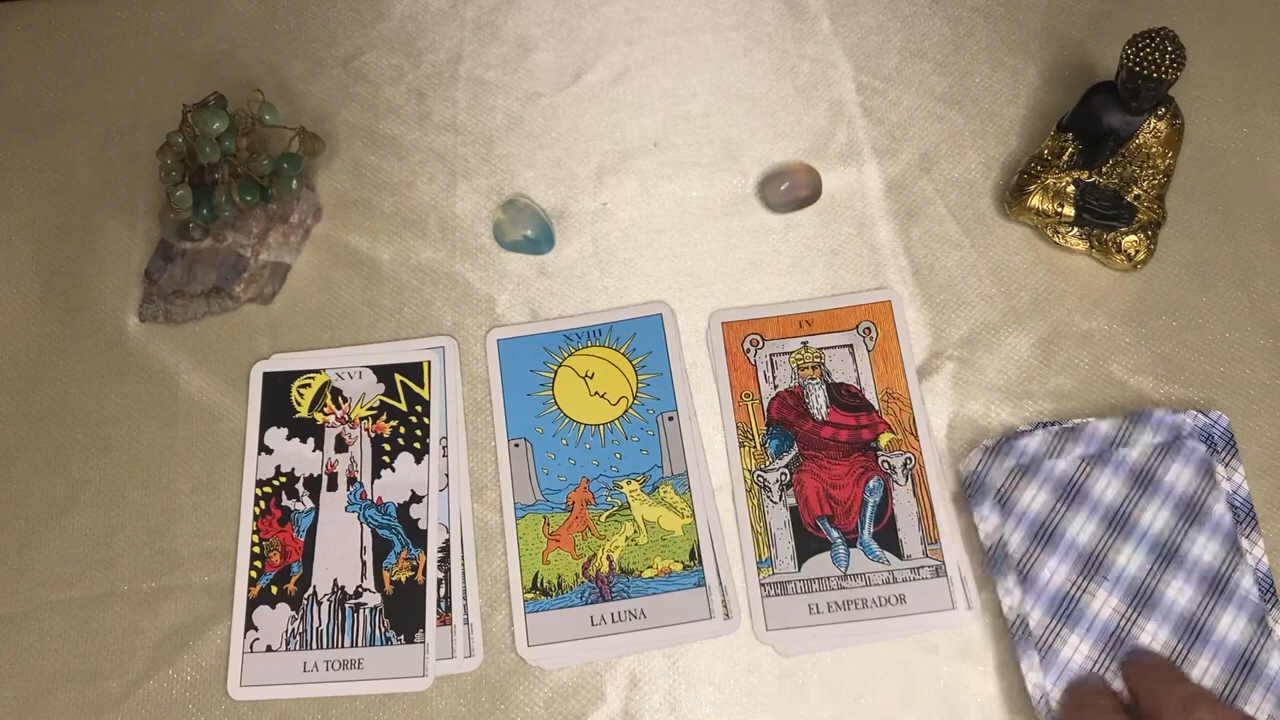 XVI
LA TORRE
XVIII
LA LUNA
IV
EL EMPERADOR